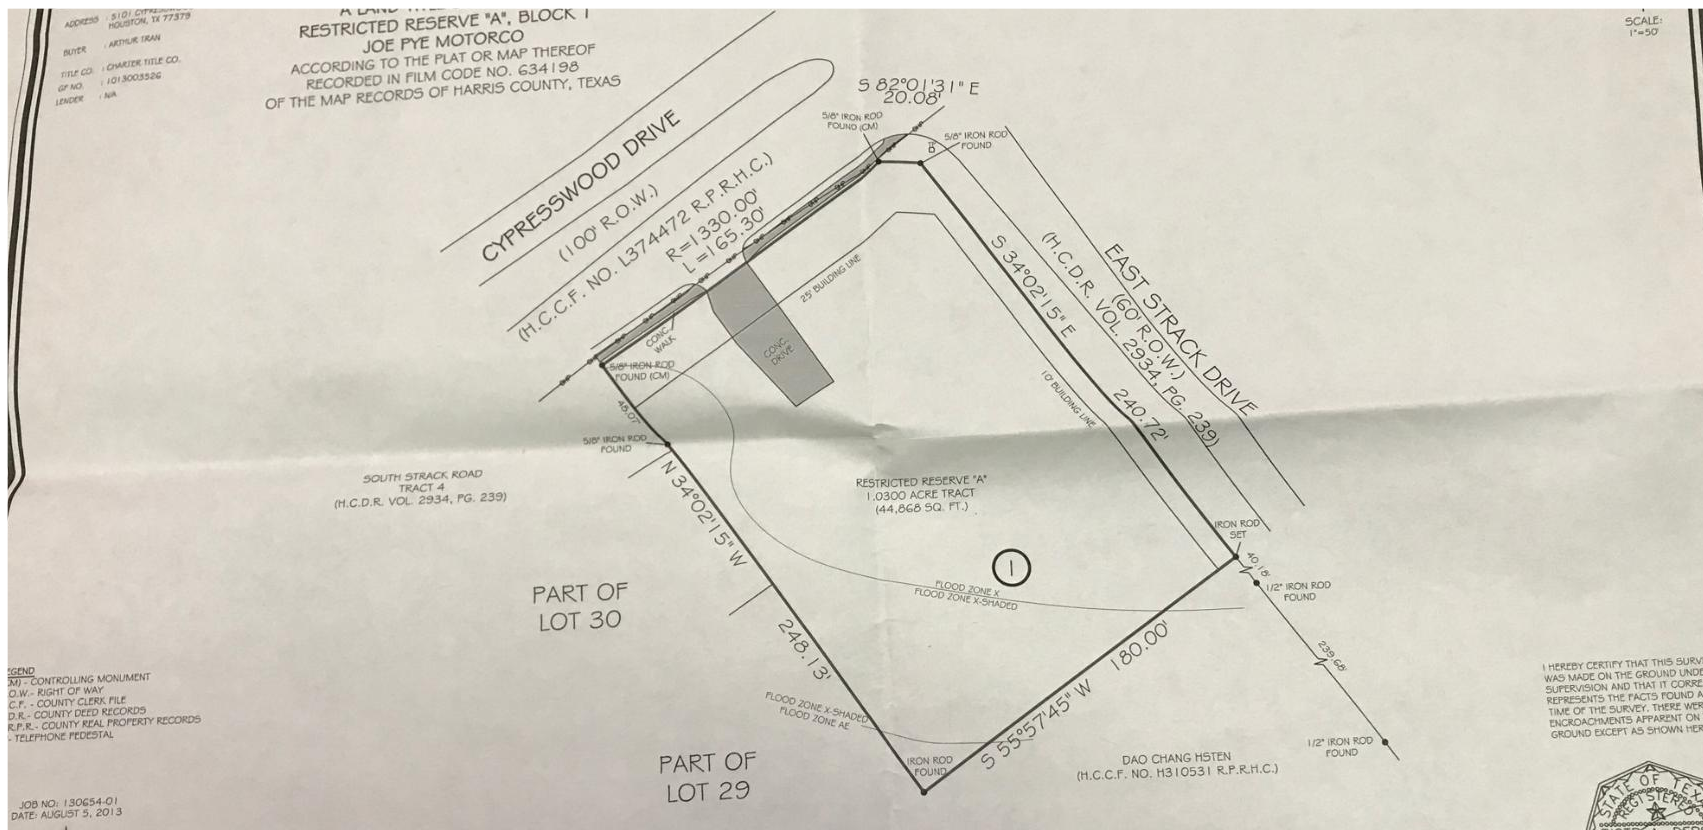 ADDRESS : 5101
HOUSTON, TX 77379
BUYER : ARTHUR TRAN
TITLE CO. : CHARTER TITLE CO.
GF NO. : 1013003526
LENDER : N/A
A LAND
RESTRICTED RESERVE "A", BLOCK 1
JOE PYE MOTORCO
ACCORDING TO THE PLAT OR MAP THEREOF
RECORDED IN FILM CODE NO. 634198
OF THE MAP RECORDS OF HARRIS COUNTY, TEXAS
SCALE:
1"=50'
CYPRESSWOOD DRIVE
(100' R.O.W.)
(H.C.C.F. NO. L374472 R.P.R.H.C.)
R=1330.00'
L=165.30'
S 82°01'31" E
20.08'
5/8" IRON ROD
FOUND (CM)
5/8" IRON ROD
FOUND
EAST STRACK DRIVE
(60' R.O.W.)
(H.C.D.R. VOL. 2934, PG. 239)
S 34°02'15" E
240.72'
25' BUILDING LINE
10' BUILDING LINE
CONC.
WALK
CONC.
DRIVE
5/8" IRON ROD
FOUND (CM)
48.07'
5/8" IRON ROD
FOUND
SOUTH STRACK ROAD
TRACT 4
(H.C.D.R. VOL. 2934, PG. 239)
RESTRICTED RESERVE "A"
1.0300 ACRE TRACT
(44,868 SQ. FT.)
1
N 34°02'15" W
248.13'
IRON ROD
SET
40.18'
1/2" IRON ROD
FOUND
239.68'
1/2" IRON ROD
FOUND
FLOOD ZONE X
FLOOD ZONE X-SHADED
PART OF
LOT 30
180.00'
S 55°57'45" W
FLOOD ZONE X-SHADED
FLOOD ZONE AE
IRON ROD
FOUND
PART OF
LOT 29
DAO CHANG HSTEN
(H.C.C.F. NO. H310531 R.P.R.H.C.)
EGEND
CM) - CONTROLLING MONUMENT
O.W. - RIGHT OF WAY
C.F. - COUNTY CLERK FILE
D.R. - COUNTY DEED RECORDS
R.P.R. - COUNTY REAL PROPERTY RECORDS
- TELEPHONE PEDESTAL
JOB NO: 130654-01
DATE: AUGUST 5, 2013
I HEREBY CERTIFY THAT THIS SURV
WAS MADE ON THE GROUND UNDE
SUPERVISION AND THAT IT CORRE
REPRESENTS THE FACTS FOUND A
TIME OF THE SURVEY. THERE WER
ENCROACHMENTS APPARENT ON
GROUND EXCEPT AS SHOWN HER
STATE OF TEX
REGISTERED